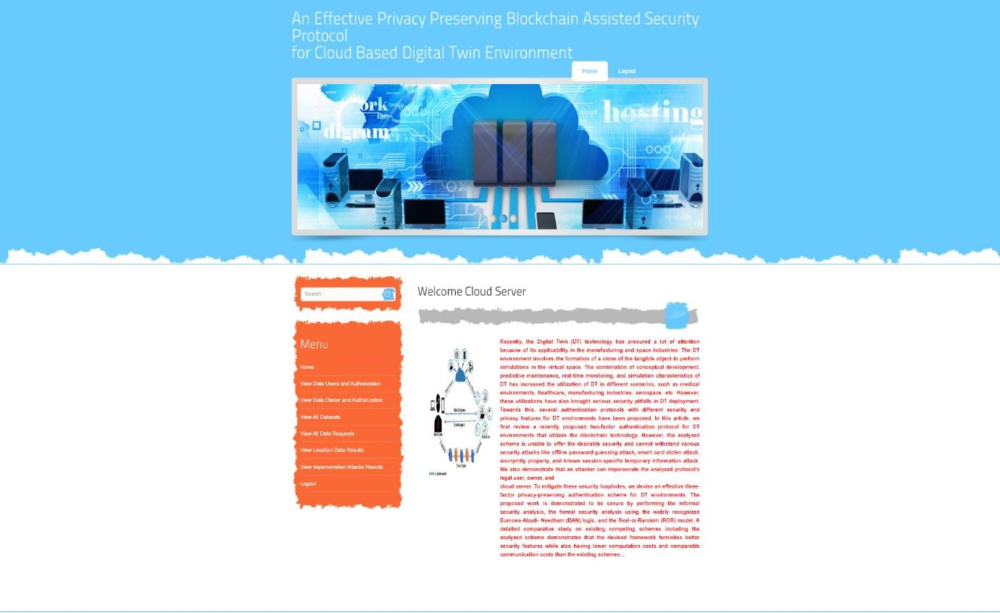 An Effective Privacy Preserving Blockchain Assisted Security
Protocol
for Cloud Based Digital Twin Environment
Home
Logout
ork
lan
digram
cloud
hosting
system
Search :
Welcome Cloud Server
Menu
Home
View Data Users and Authorization
View Data Owner and Authorization
View All Datasets
View All Data Requests
View Location Data Results
View Impersonation Attacks Results
Logout
Recently, the Digital Twin (DT) technology has procured a lot of attention
because of its applicability in the manufacturing and space industries. The DT
environment involves the formation of a clone of the tangible object to perform
simulations in the virtual space. The combination of conceptual development,
predictive maintenance, real-time monitoring, and simulation characteristics of
DT has increased the utilization of DT in different scenarios, such as medical
environments, healthcare, manufacturing industries, aerospace, etc. However,
these utilizations have also brought serious security pitfalls in DT deployment.
Towards this, several authentication protocols with different security and
privacy features for DT environments have been proposed. In this article, we
first review a recently proposed two-factor authentication protocol for DT
environments that utilizes the blockchain technology. However, the analyzed
scheme is unable to offer the desirable security and cannot withstand various
security attacks like offline password-guessing attack, smart card stolen attack,
anonymity property, and known session-specific temporary information attack.
We also demonstrate that an attacker can impersonate the analyzed protocol's
legal user, owner, and
cloud server. To mitigate these security loopholes, we devise an effective three-
factor privacy-preserving authentication scheme for DT environments. The
proposed work is demonstrated to be secure by performing the informal
security analysis, the formal security analysis using the widely recognized
Burrows-Abadi- Needham (BAN) logic, and the Real-or-Random (ROR) model. A
detailed comparative study on existing competing schemes including the
analyzed scheme demonstrates that the devised framework furnishes better
security features while also having lower computation costs and comparable
communication costs than the existing schemes...